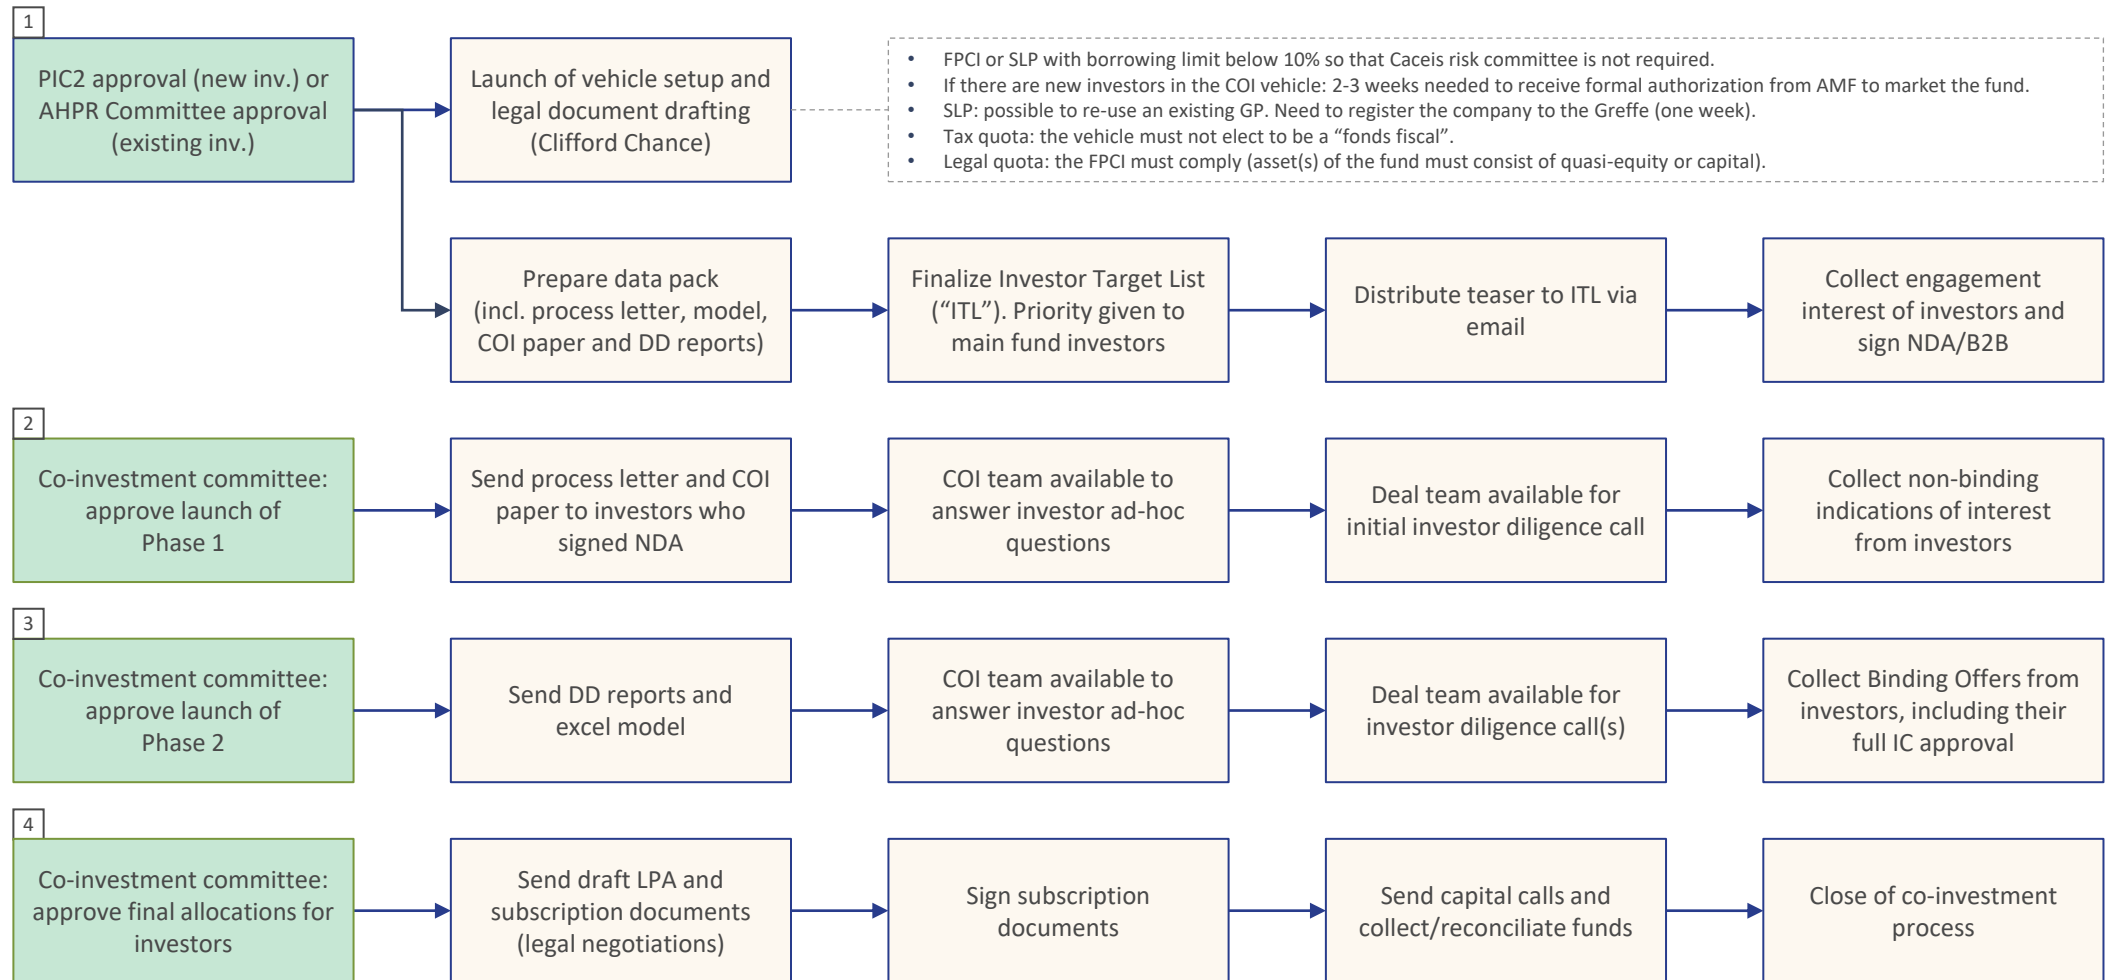 1
PIC2 approval (new inv.) or
AHPR Committee approval
(existing inv.)
Launch of vehicle setup and
legal document drafting
(Clifford Chance)
• FPCI or SLP with borrowing limit below 10% so that Caceis risk committee is not required.
• If there are new investors in the COI vehicle: 2-3 weeks needed to receive formal authorization from AMF to market the fund.
• SLP: possible to re-use an existing GP. Need to register the company to the Greffe (one week).
• Tax quota: the vehicle must not elect to be a “fonds fiscal”.
• Legal quota: the FPCI must comply (asset(s) of the fund must consist of quasi-equity or capital).
Prepare data pack
(incl. process letter, model,
COI paper and DD reports)
Finalize Investor Target List
(“ITL”). Priority given to
main fund investors
Distribute teaser to ITL via
email
Collect engagement
interest of investors and
sign NDA/B2B
2
Co-investment committee:
approve launch of
Phase 1
Send process letter and COI
paper to investors who
signed NDA
COI team available to
answer investor ad-hoc
questions
Deal team available for
initial investor diligence call
Collect non-binding
indications of interest
from investors
3
Co-investment committee:
approve launch of
Phase 2
Send DD reports and
excel model
COI team available to
answer investor ad-hoc
questions
Deal team available for
investor diligence call(s)
Collect Binding Offers from
investors, including their
full IC approval
4
Co-investment committee:
approve final allocations for
investors
Send draft LPA and
subscription documents
(legal negotiations)
Sign subscription
documents
Send capital calls and
collect/reconciliate funds
Close of co-investment
process